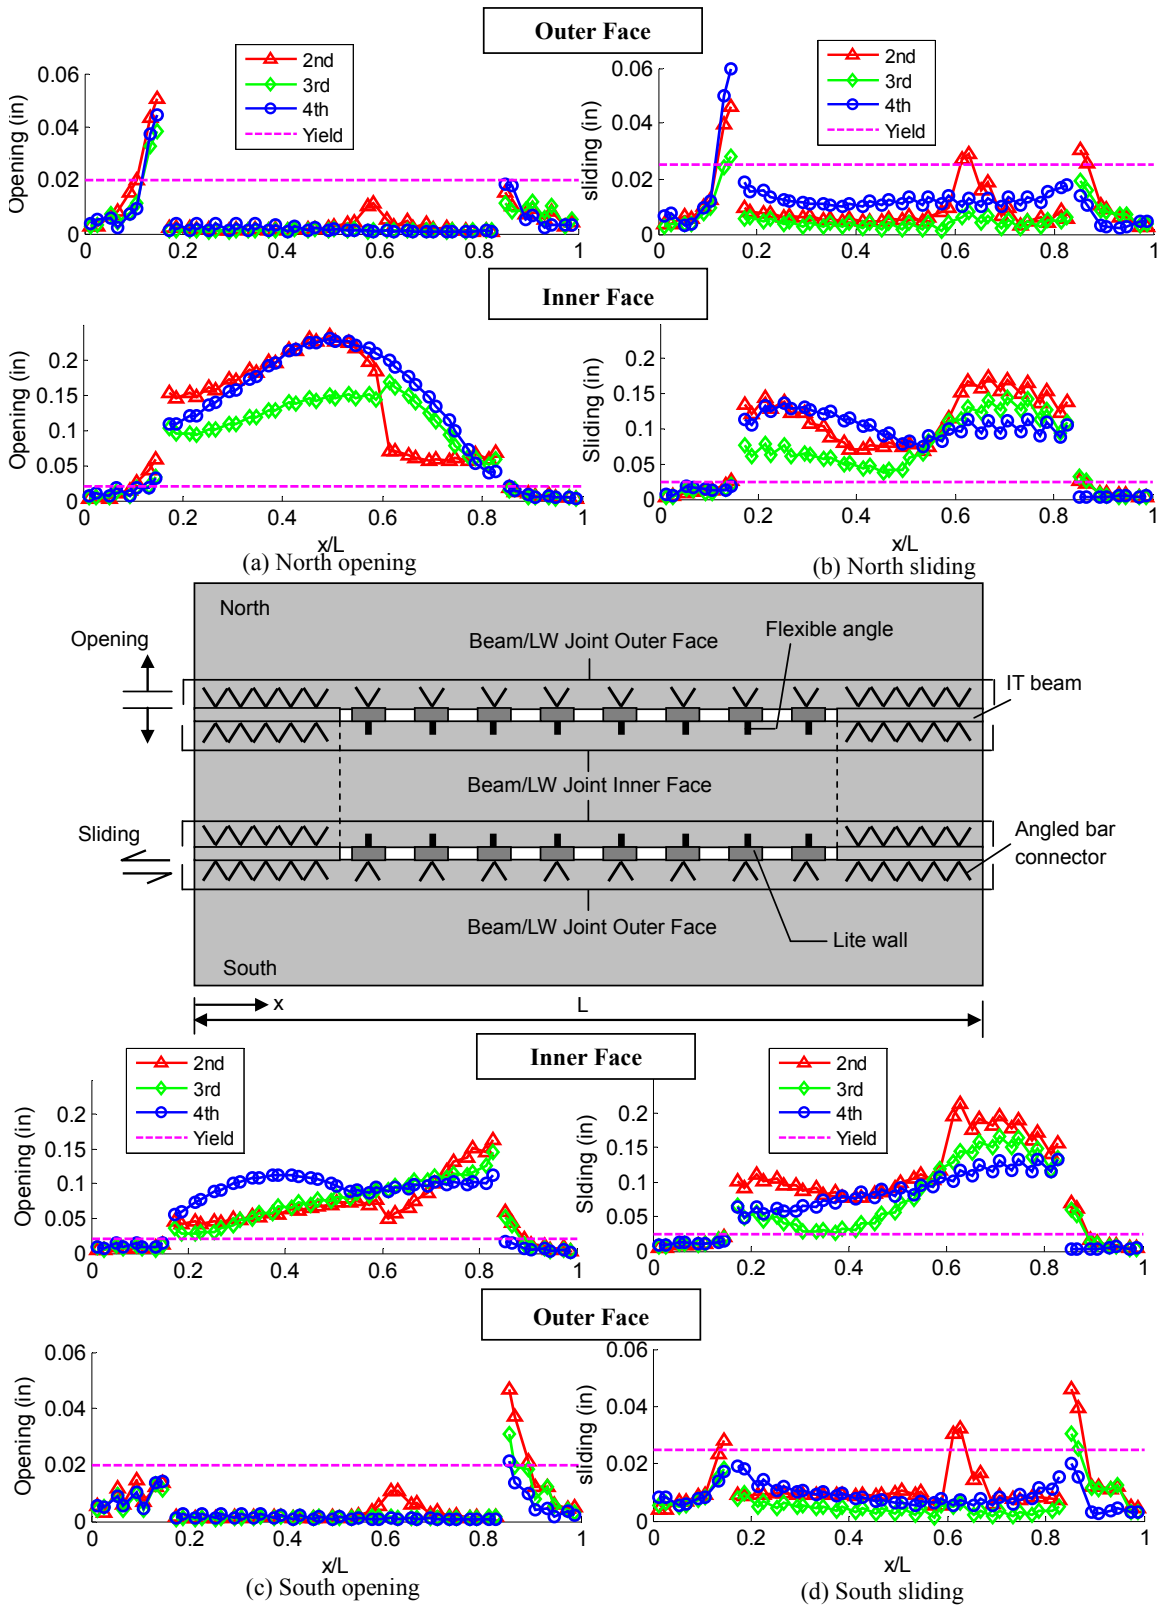 Outer Face
2nd
3rd
4th
Yield
Opening (in)
0.06
0.04
0.02
0
0 0.2 0.4 0.6 0.8 1
2nd
3rd
4th
Yield
sliding (in)
0.06
0.04
0.02
0
0 0.2 0.4 0.6 0.8 1
Inner Face
Opening (in)
0.2
0.15
0.1
0.05
0
0 0.2 0.4 0.6 0.8 1
x/L
(a) North opening
Sliding (in)
0.2
0.15
0.1
0.05
0
0 0.2 0.4 0.6 0.8 1
x/L
(b) North sliding
North
Opening
Beam/LW Joint Outer Face
Flexible angle
IT beam
Beam/LW Joint Inner Face
Sliding
Angled bar
connector
Beam/LW Joint Outer Face
Lite wall
South
x
L
Inner Face
2nd
3rd
4th
Yield
Opening (in)
0.2
0.15
0.1
0.05
0
0 0.2 0.4 0.6 0.8 1
2nd
3rd
4th
Yield
Slding (in)
0.2
0.15
0.1
0.05
0
0 0.2 0.4 0.6 0.8 1
Outer Face
Opening (in)
0.06
0.04
0.02
0
0 0.2 0.4 0.6 0.8 1
x/L
(c) South opening
sliding (in)
0.06
0.04
0.02
0
0 0.2 0.4 0.6 0.8 1
x/L
(d) South sliding